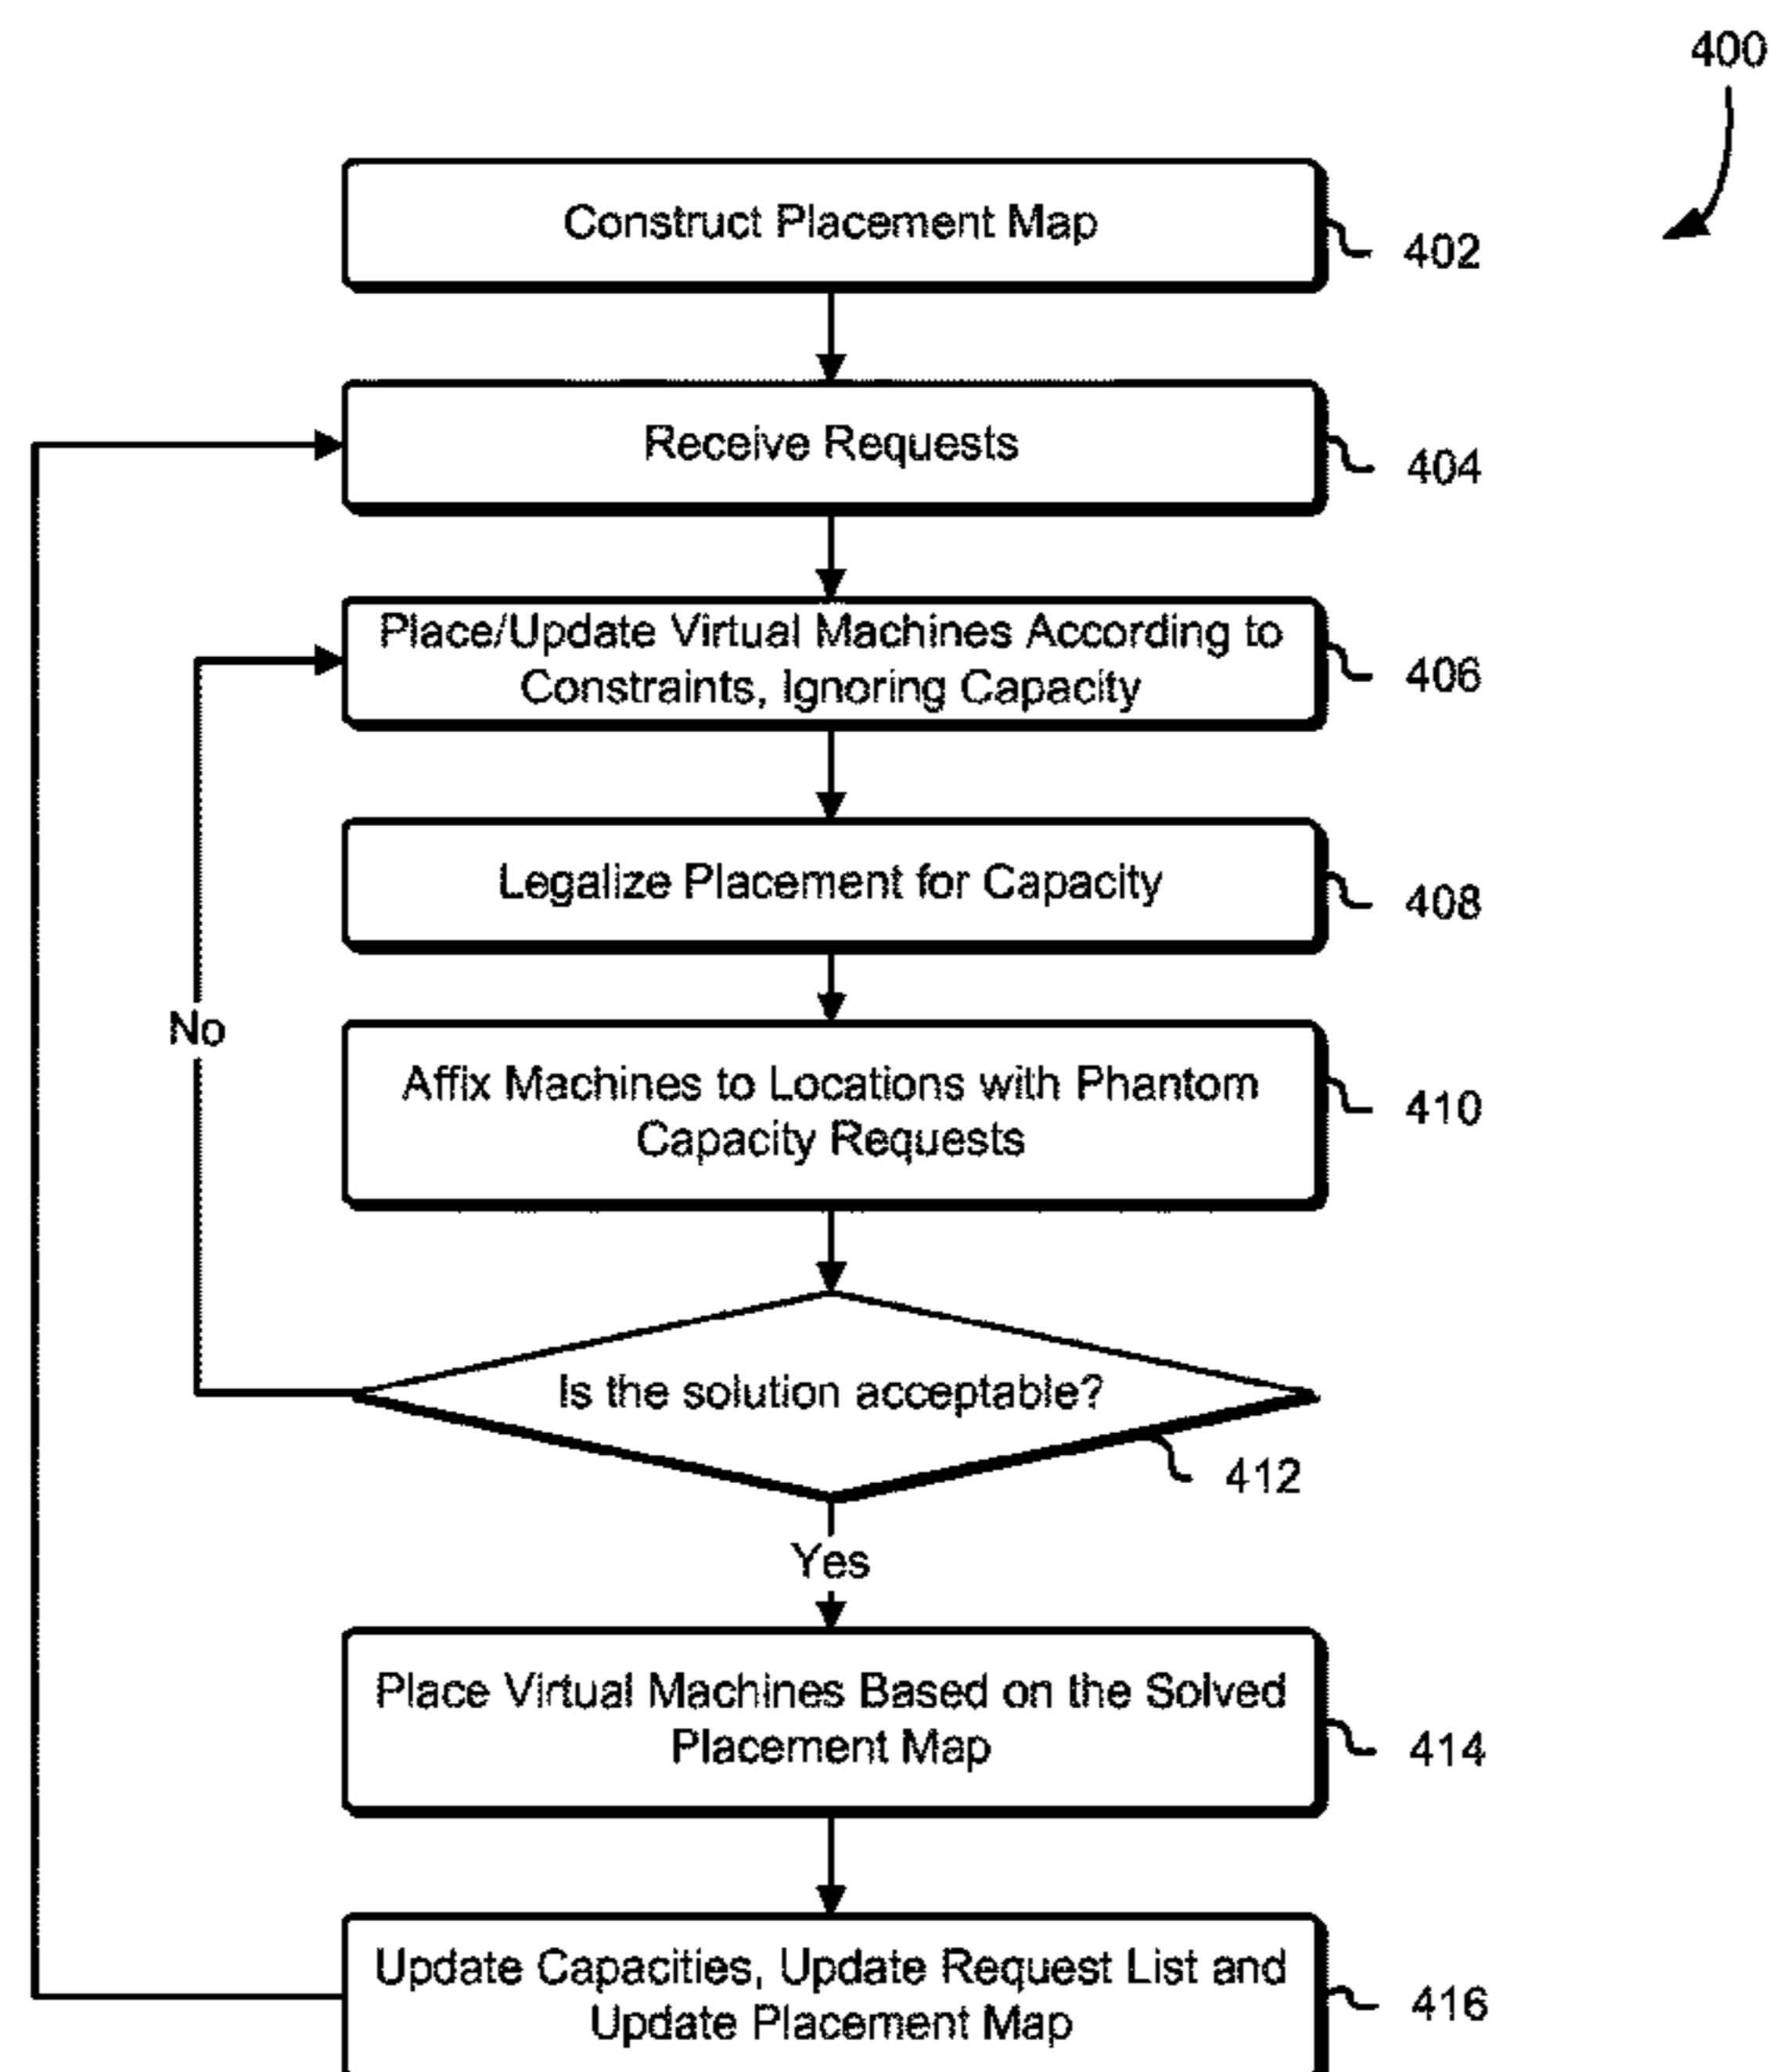 400
Construct Placement Map
402
Receive Requests
404
Place/Update Virtual Machines According to
Constraints, Ignoring Capacity
406
Legalize Placement for Capacity
408
No
Affix Machines to Locations with Phantom
Capacity Requests
410
Is the solution acceptable?
412
Yes
Place Virtual Machines Based on the Solved
Placement Map
414
Update Capacities, Update Request List and
Update Placement Map
416